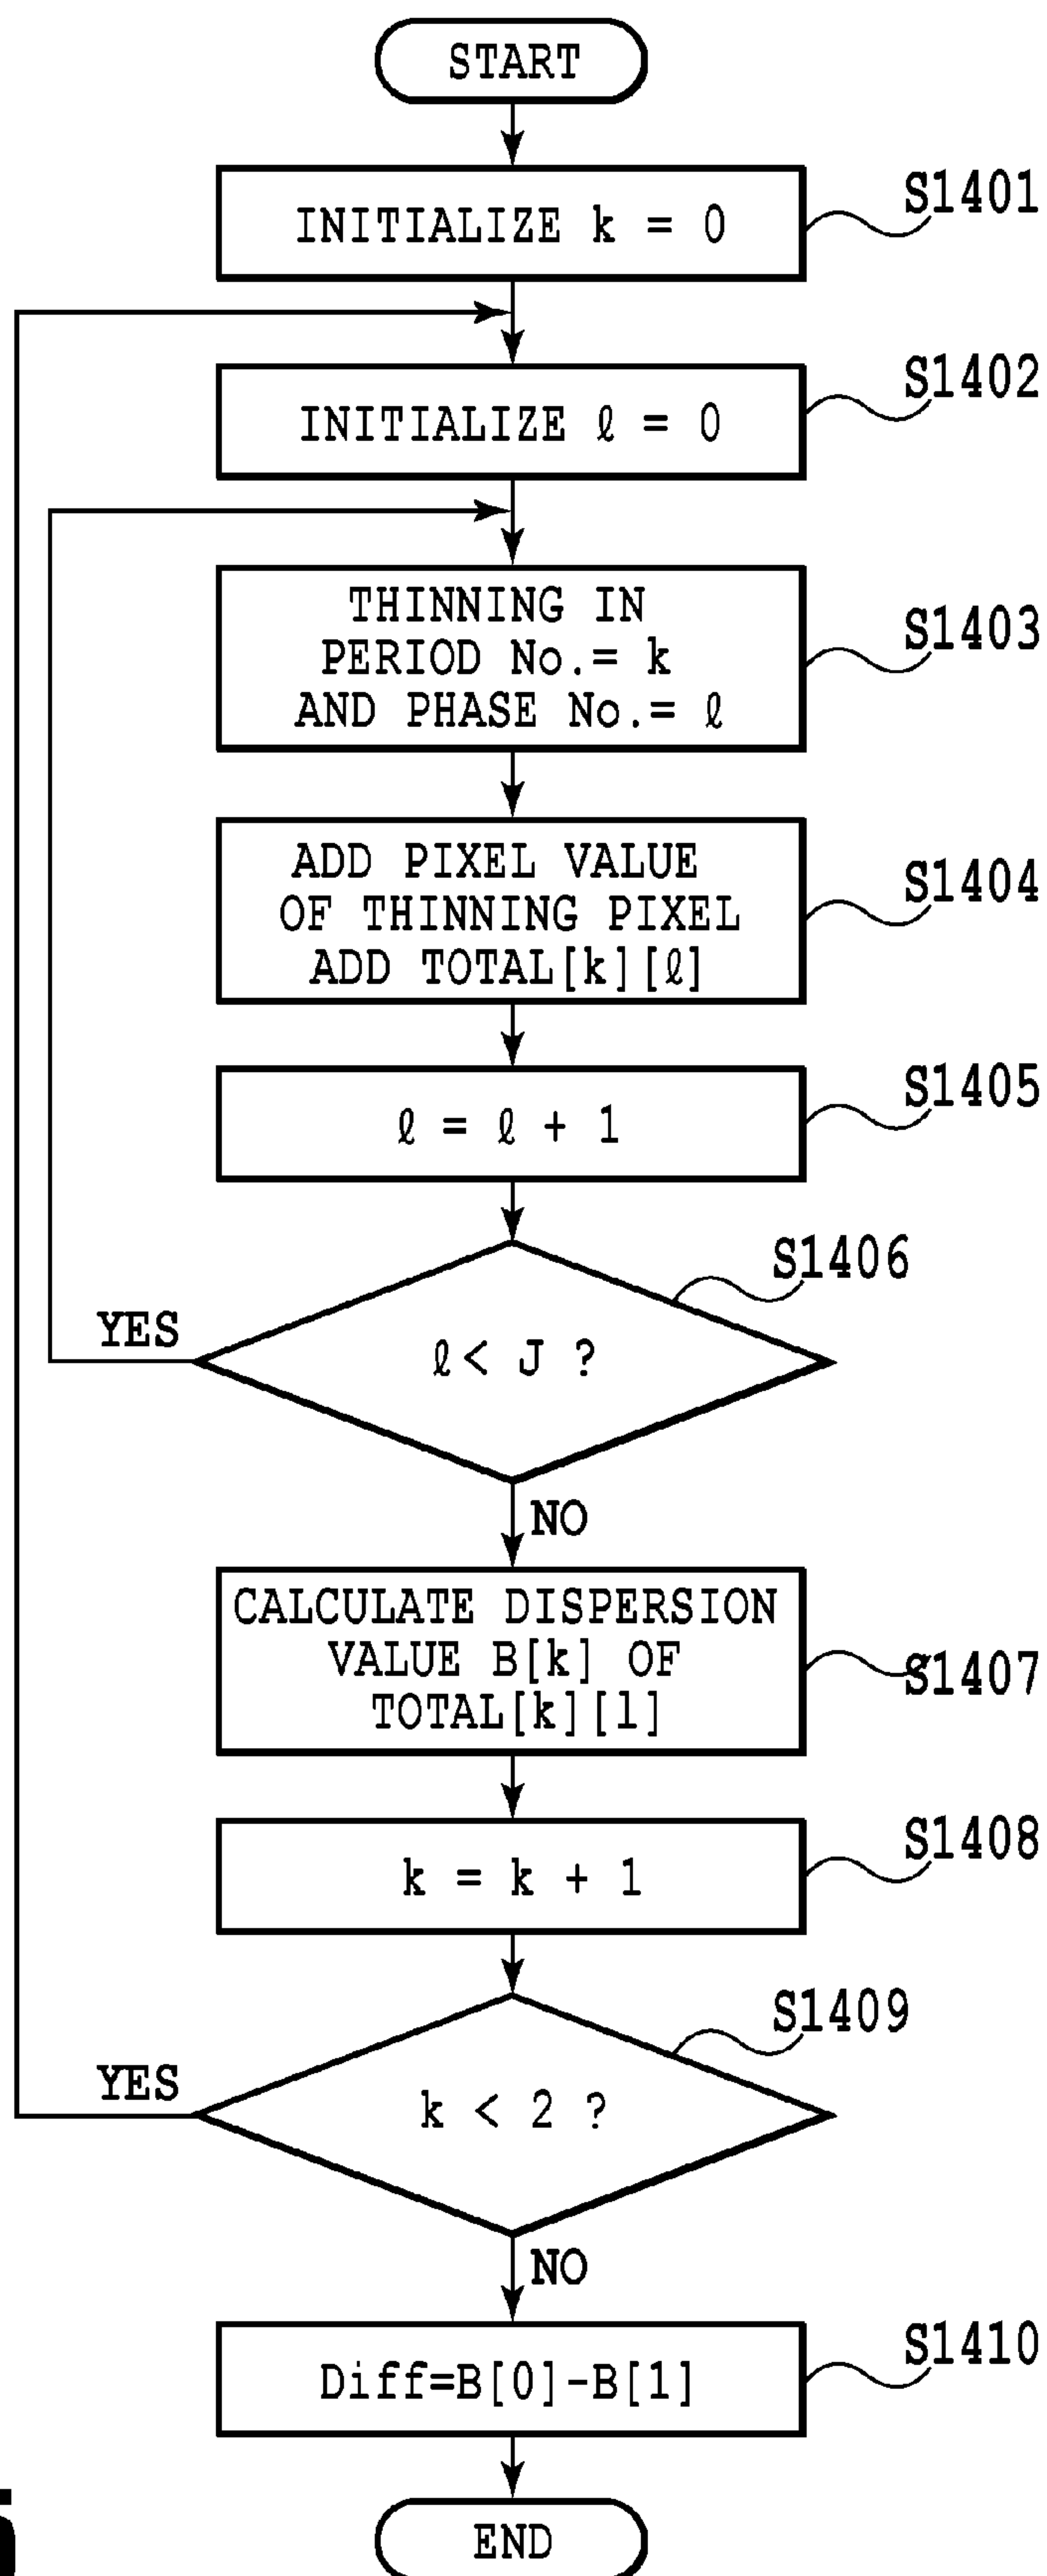 START
INITIALIZE k = 0
S1401
INITIALIZE ℓ = 0
S1402
THINNING IN
PERIOD No.= k
AND PHASE No.= ℓ
S1403
ADD PIXEL VALUE
OF THINNING PIXEL
ADD TOTAL[k][ℓ]
S1404
ℓ = ℓ + 1
S1405
S1406
ℓ< J ?
YES
NO
CALCULATE DISPERSION
VALUE B[k] OF
TOTAL[k][l]
S1407
k = k + 1
S1408
S1409
k < 2 ?
YES
NO
Diff=B[0]-B[1]
S1410
END